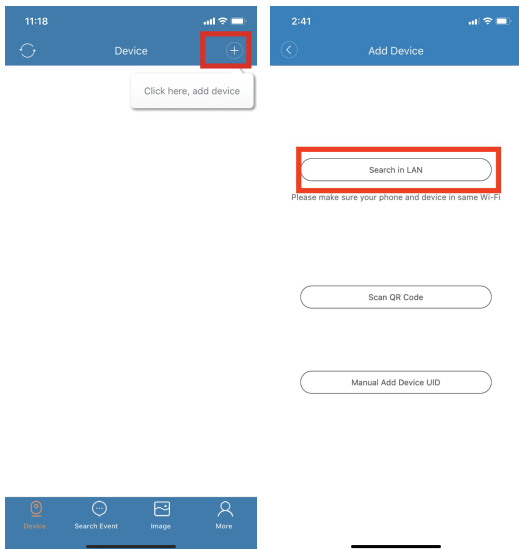 11:18
Device
Click here, add device
Device
Search Event
Image
More
2:41
Add Device
Search in LAN
Please make sure your phone and device in same Wi-Fi
Scan QR Code
Manual Add Device UID